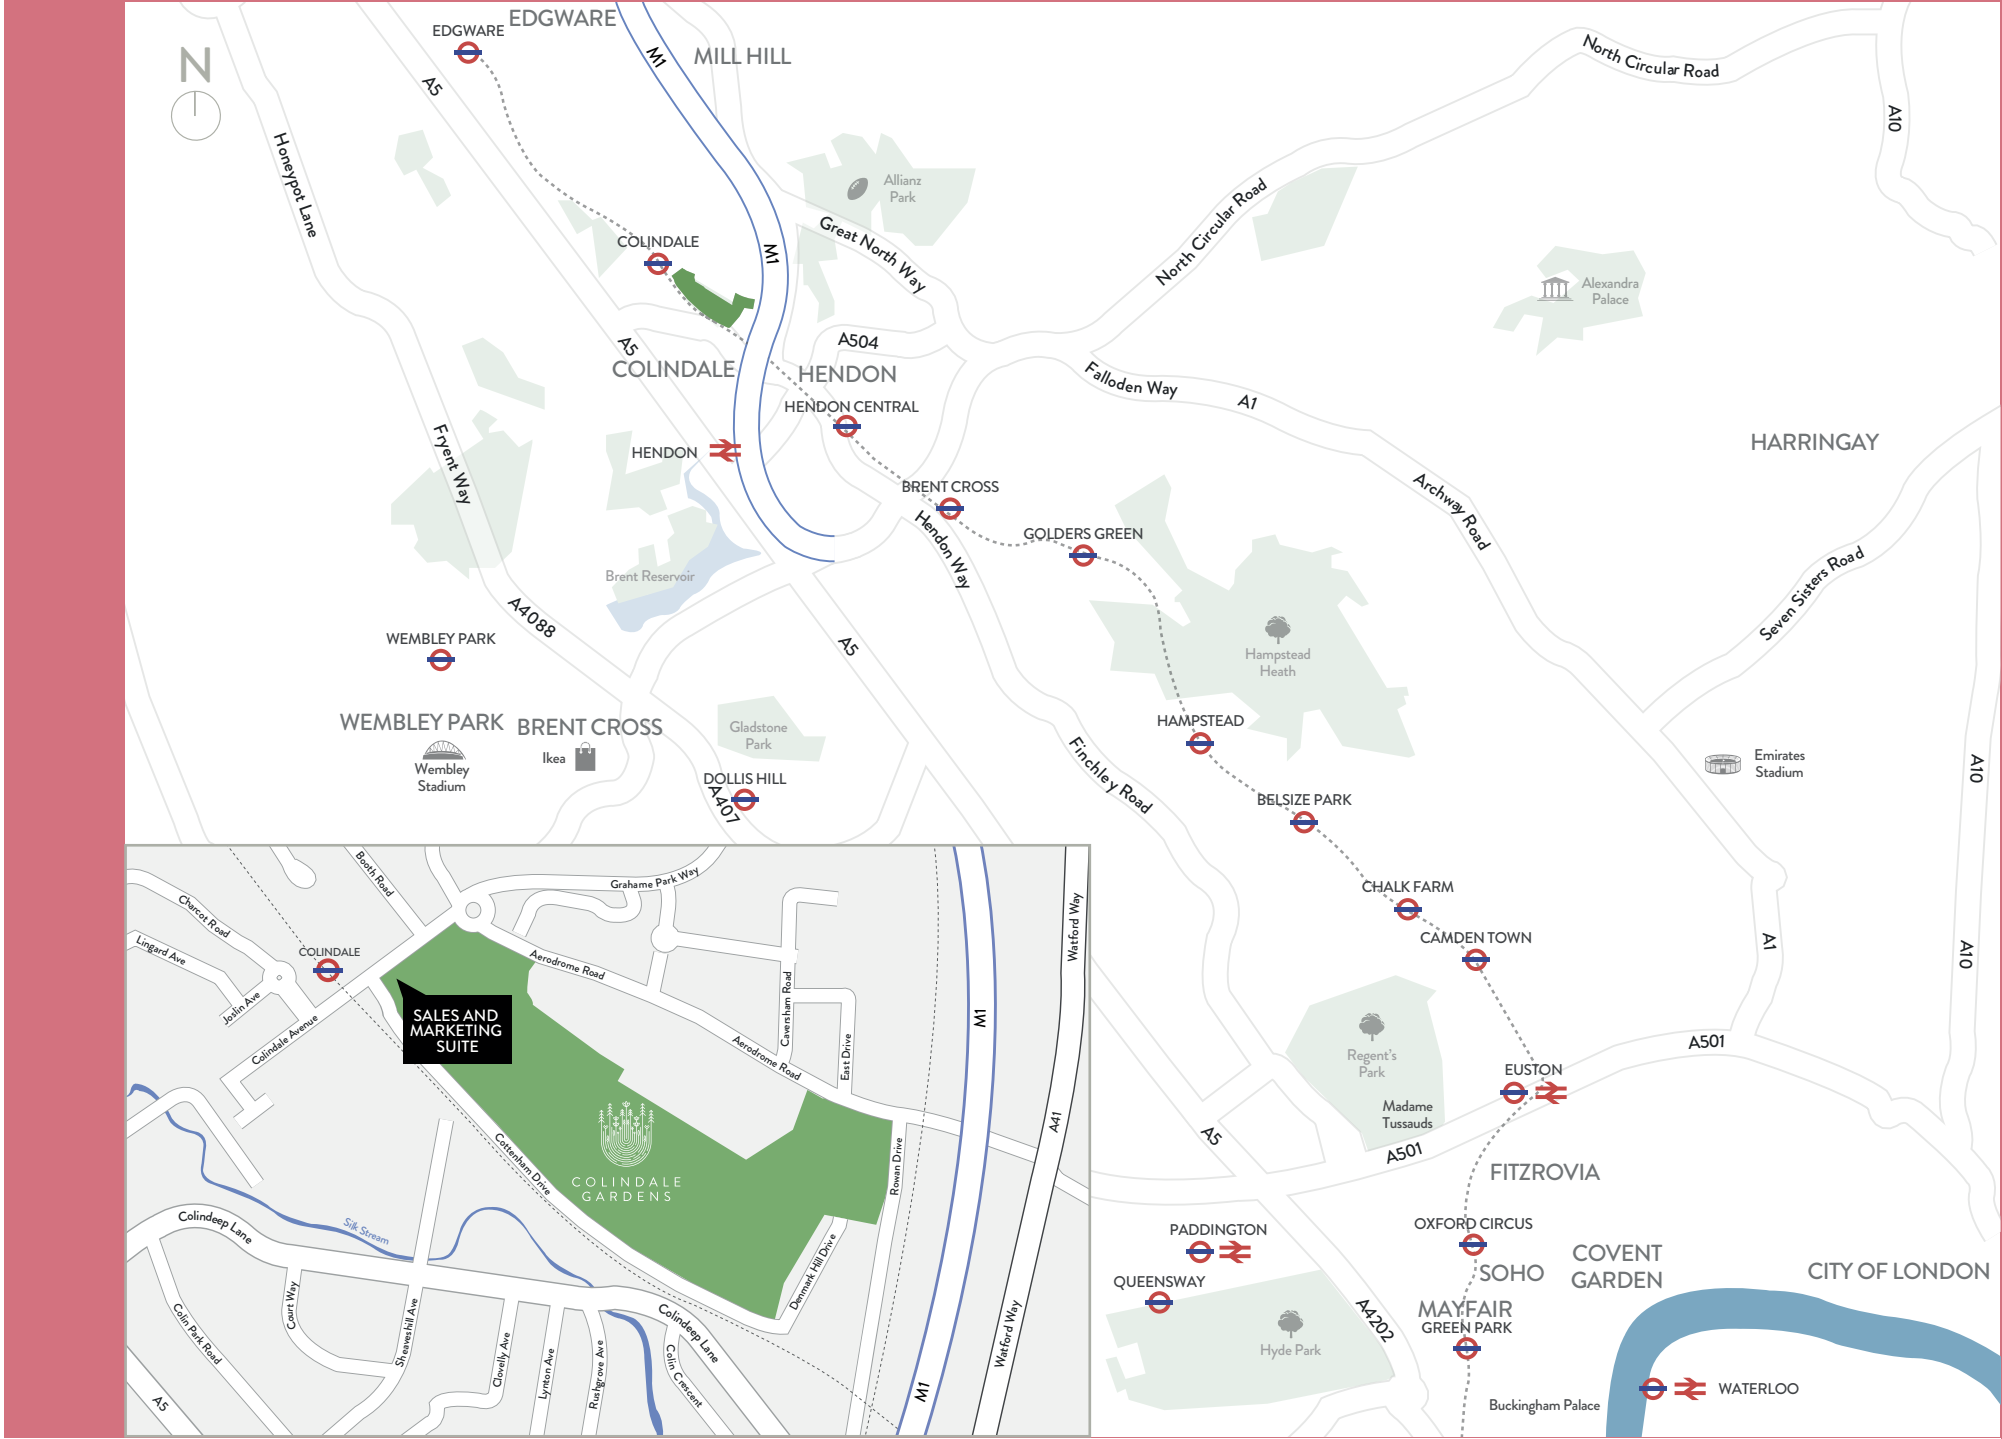 EDGWARE
EDGWARE
MILL HILL
N
M1
A5
North Circular Road
A10
Honeypot Lane
Allianz
Park
Great North Way
North Circular Road
COLINDALE
M1
Alexandra
Palace
A5
A504
COLINDALE
HENDON
Falloden Way
A1
HENDON CENTRAL
HARRINGAY
HENDON
Fryent Way
BRENT CROSS
Archway Road
Hendon Way
GOLDERS GREEN
Brent Reservoir
Seven Sisters Road
A4088
WEMBLEY PARK
A5
Hampstead
Heath
WEMBLEY PARK
BRENT CROSS
Gladstone
Park
HAMPSTEAD
Wembley
Stadium
Ikea
Finchley Road
Emirates
Stadium
A10
DOLLIS HILL
A407
BELSIZE PARK
CHALK FARM
CAMDEN TOWN
A1
A10
Regent's
Park
A501
EUSTON
Madame
Tussauds
A5
A501
FITZROVIA
PADDINGTON
OXFORD CIRCUS
COVENT
GARDEN
SOHO
CITY OF LONDON
QUEENSWAY
MAYFAIR
GREEN PARK
A4202
Hyde Park
Buckingham Palace
WATERLOO
Booth Road
Grahame Park Way
Charcot Road
Lingard Ave
COLINDALE
Aerodrome Road
Watford Way
Joslin Ave
Colindale Avenue
SALES AND
MARKETING
SUITE
Caversham Road
M1
Aerodrome Road
East Drive
A41
Cottenham Drive
COLINDALE
GARDENS
Rowan Drive
Colindeep Lane
Silk Stream
Denmark Hill Drive
Court Way
Colin Park Road
Sheaveshill Ave
Clovelly Ave
Lynton Ave
Rushgrove Ave
Colindeep Lane
Colin Crescent
Watford Way
M1
A5